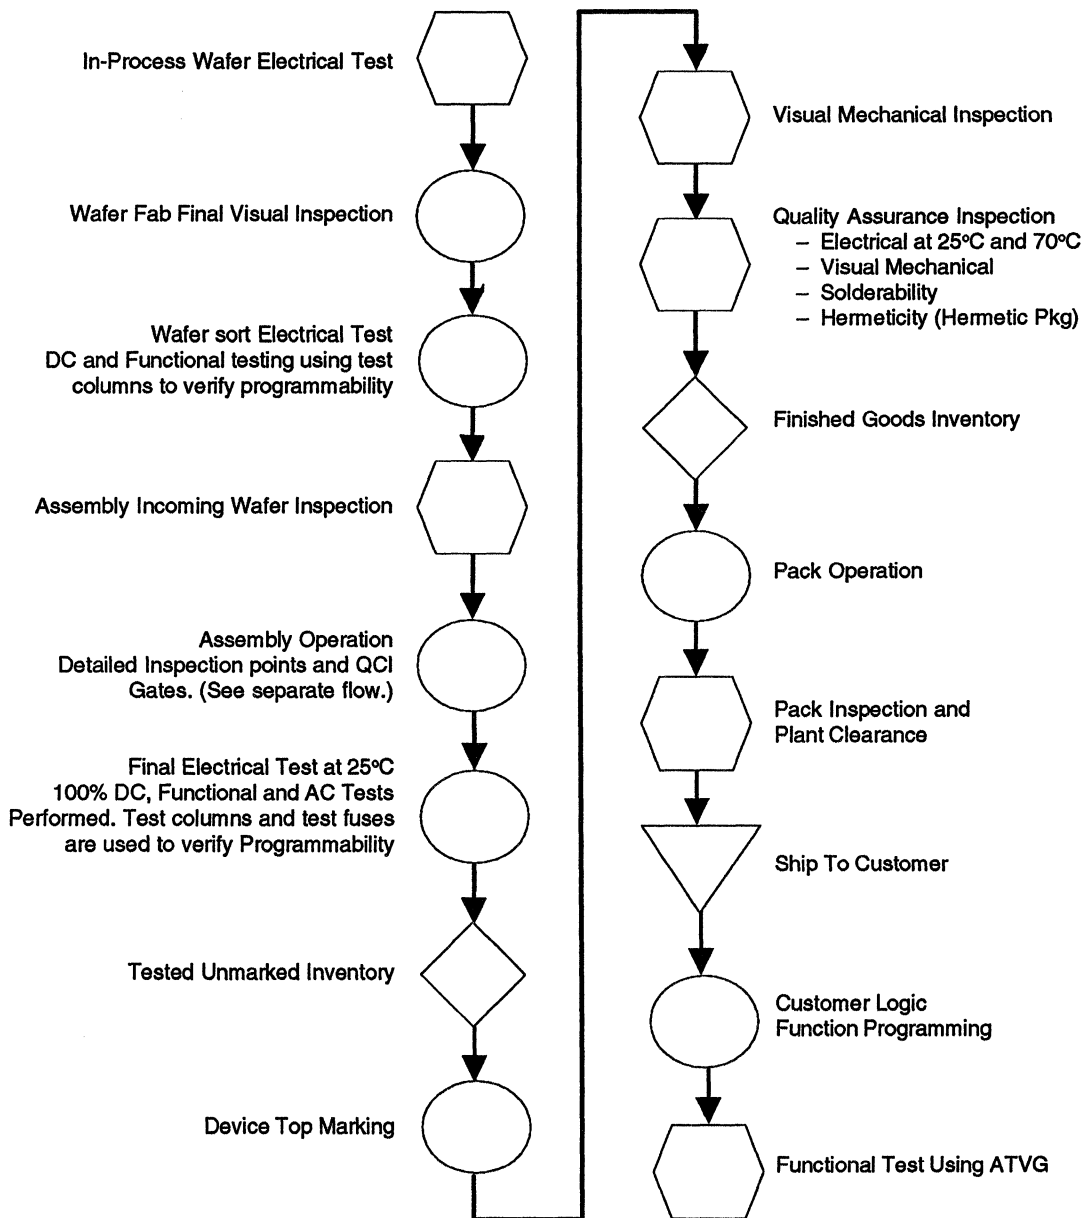 In-Process Wafer Electrical Test
Wafer Fab Final Visual Inspection
Wafer sort Electrical Test
DC and Functional testing using test
columns to verify programmability
Assembly Incoming Wafer Inspection
Assembly Operation
Detailed Inspection points and QCI
Gates. (See separate flow.)
Final Electrical Test at 25°C
100% DC, Functional and AC Tests
Performed. Test columns and test fuses
are used to verify Programmability
Tested Unmarked Inventory
Device Top Marking
Visual Mechanical Inspection
Quality Assurance Inspection
– Electrical at 25°C and 70°C
– Visual Mechanical
– Solderability
– Hermeticity (Hermetic Pkg)
Finished Goods Inventory
Pack Operation
Pack Inspection and
Plant Clearance
Ship To Customer
Customer Logic
Function Programming
Functional Test Using ATVG